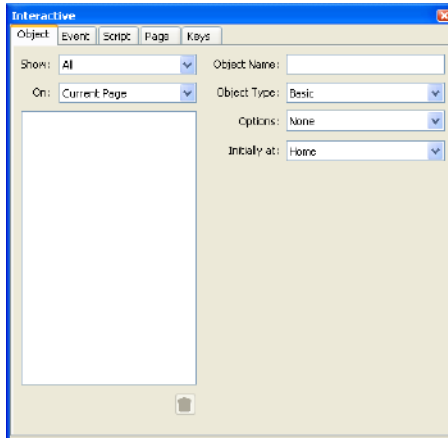 Interactive
Object Event Script Page Keys
Show: All
On: Current Page
Object Name:
Object Type: Basic
Options: None
Initially at: Home